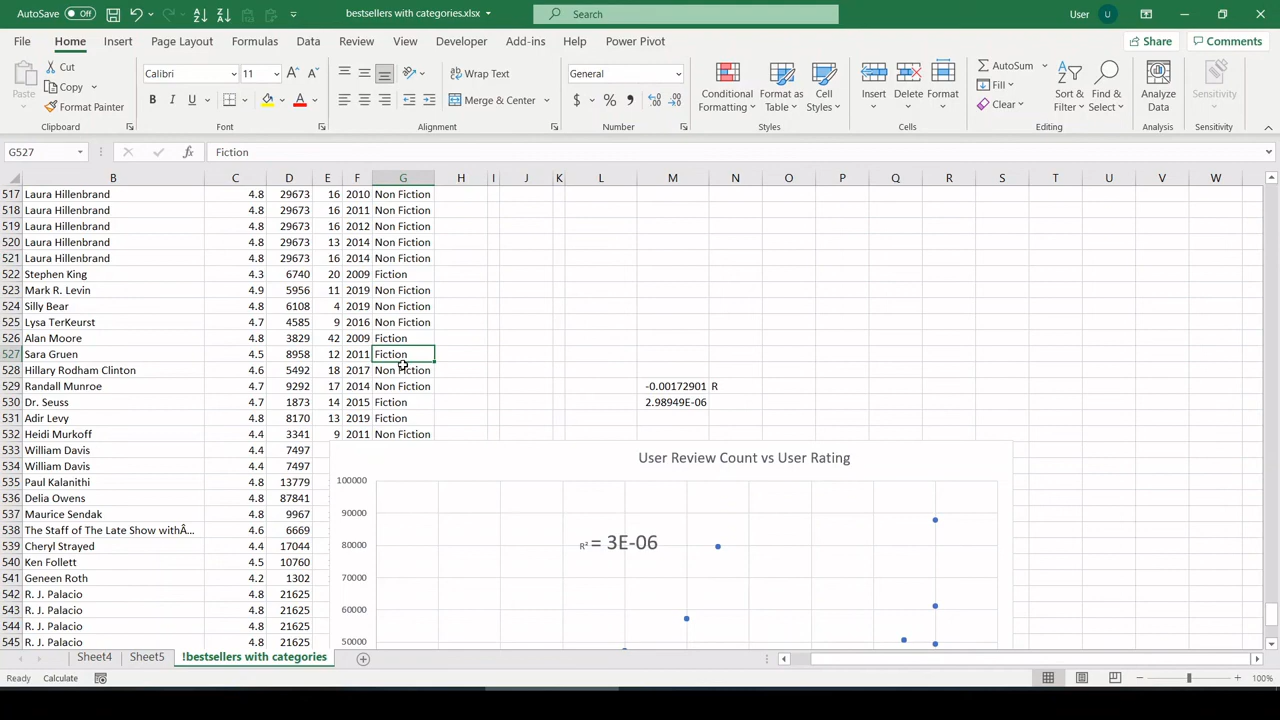 AutoSave Off bestsellers with categories.xlsx Search User U
File Home Insert Page Layout Formulas Data Review View Developer Add-ins Help Power Pivot Share Comments
Paste Cut Copy Format Painter Clipboard
Calibri 11 B I U A Font
Wrap Text Merge & Center Alignment
General $ % Number
Conditional Formatting Format as Table Cell Styles Styles
Insert Delete Format Cells
AutoSum Fill Clear Sort & Filter Find & Select Editing
Analyze Data Analysis
Sensitivity Sensitivity
G527 fx Fiction
B C D E F G H I J K L M N O P Q R S T U V W
517 Laura Hillenbrand 4.8 29673 16 2010 Non Fiction
518 Laura Hillenbrand 4.8 29673 16 2011 Non Fiction
519 Laura Hillenbrand 4.8 29673 16 2012 Non Fiction
520 Laura Hillenbrand 4.8 29673 13 2014 Non Fiction
521 Laura Hillenbrand 4.8 29673 16 2014 Non Fiction
522 Stephen King 4.3 6740 20 2009 Fiction
523 Mark R. Levin 4.9 5956 11 2019 Non Fiction
524 Silly Bear 4.8 6108 4 2019 Non Fiction
525 Lysa TerKeurst 4.7 4585 9 2016 Non Fiction
526 Alan Moore 4.8 3829 42 2009 Fiction
527 Sara Gruen 4.5 8958 12 2011 Fiction
528 Hillary Rodham Clinton 4.6 5492 18 2017 Non Fiction
529 Randall Munroe 4.7 9292 17 2014 Non Fiction -0.00172901 R
530 Dr. Seuss 4.7 1873 14 2015 Fiction 2.98949E-06
531 Adir Levy 4.8 8170 13 2019 Fiction
532 Heidi Murkoff 4.4 3341 9 2011 Non Fiction
533 William Davis 4.4 7497
534 William Davis 4.4 7497
535 Paul Kalanithi 4.8 13779
536 Delia Owens 4.8 87841
537 Maurice Sendak 4.8 9967
538 The Staff of The Late Show withÂ… 4.6 6669
539 Cheryl Strayed 4.4 17044
540 Ken Follett 4.5 10760
541 Geneen Roth 4.2 1302
542 R. J. Palacio 4.8 21625
543 R. J. Palacio 4.8 21625
544 R. J. Palacio 4.8 21625
545 R. J. Palacio 4.8 21625
User Review Count vs User Rating
100000
90000
80000
70000
60000
50000
R² = 3E-06
Sheet4 Sheet5 !bestsellers with categories
Ready Calculate 100%